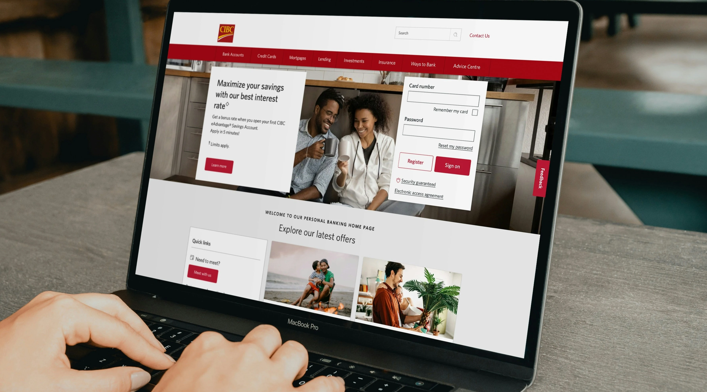 CIBC
Search
Contact Us
Bank Accounts Credit Cards Mortgages Lending Investments Insurance Ways to Bank Advice Centre
Maximize your savings
with our best interest
rate
Get a bonus rate when you open your first CIBC
eAdvantage® Savings Account.
Apply in 5 minutes!
Limits apply.
Learn more
Card number
Remember my card
Password
Reset my password
Register
Sign on
Security guaranteed
Electronic access agreement
Feedback
WELCOME TO OUR PERSONAL BANKING HOME PAGE
Explore our latest offers
Quick links
Need to meet?
Meet with us
MacBook Pro